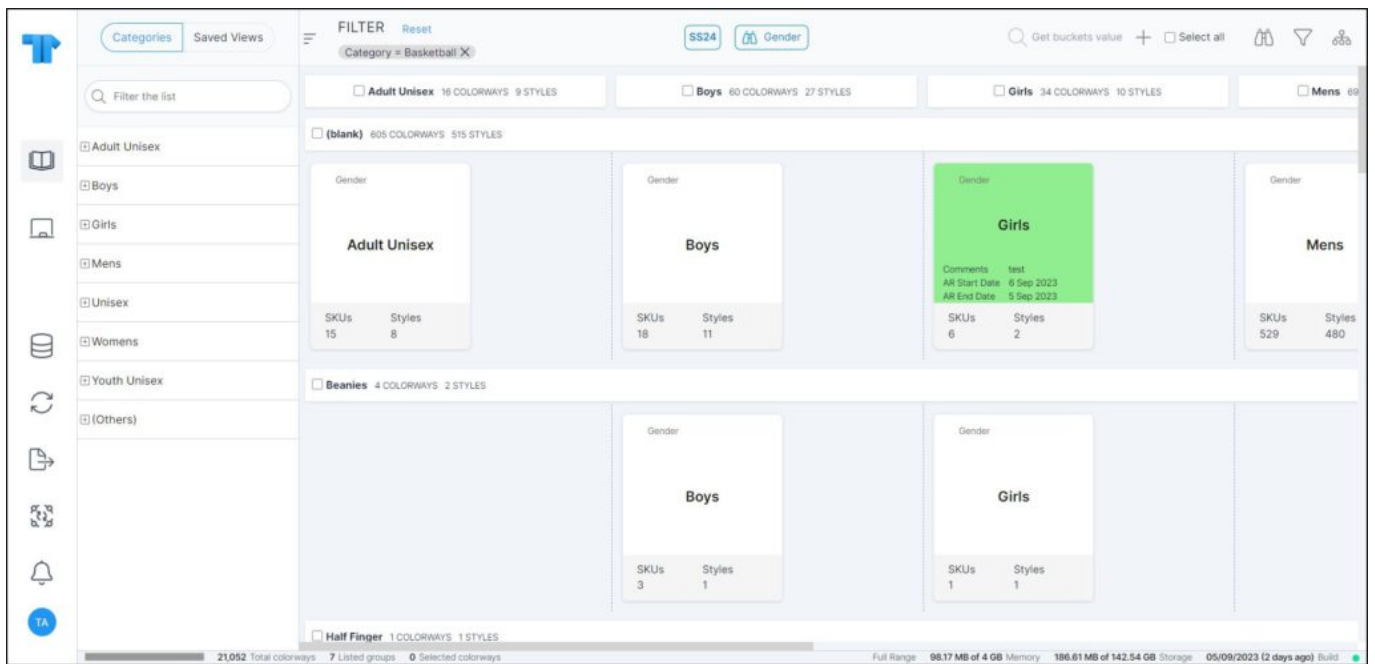 Categories
Saved Views
FILTER Reset
Category = Basketball X
SS24
Gender
Get buckets value
Select all
Filter the list
Adult Unisex
Boys
Girls
Mens
Unisex
Womens
Youth Unisex
(Others)
Adult Unisex 16 COLORWAYS 9 STYLES
Boys 60 COLORWAYS 27 STYLES
Girls 34 COLORWAYS 10 STYLES
Mens 69
(blank) 605 COLORWAYS 515 STYLES
Gender
Adult Unisex
SKUs Styles
15 8
Gender
Boys
SKUs Styles
18 11
Gender
Girls
Comments test
AR Start Date 6 Sep 2023
AR End Date 5 Sep 2023
SKUs Styles
6 2
Gender
Mens
SKUs Styles
529 480
Beanies 4 COLORWAYS 2 STYLES
Gender
Boys
SKUs Styles
3 1
Gender
Girls
SKUs Styles
1 1
Half Finger 1 COLORWAYS 1 STYLES
TA
21,052 Total colorways 7 Listed groups 0 Selected colorways
Full Range 98.17 MB of 4 GB Memory 186.61 MB of 142.54 GB Storage 05/09/2023 (2 days ago) Build